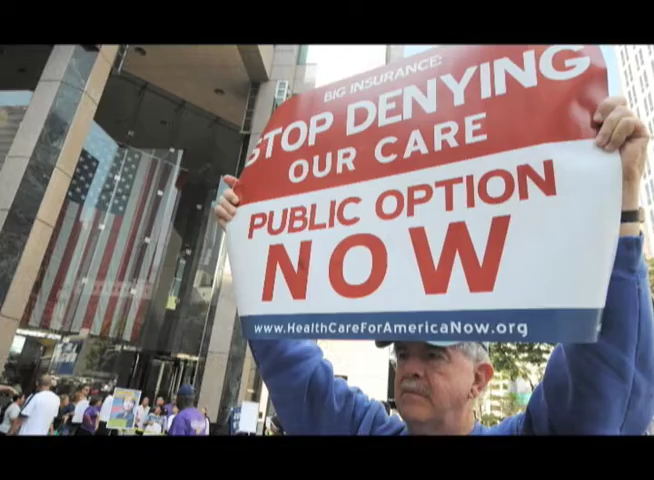 BIG INSURANCE:
STOP DENYING
OUR CARE
PUBLIC OPTION
NOW
www.HealthCareForAmericaNow.org